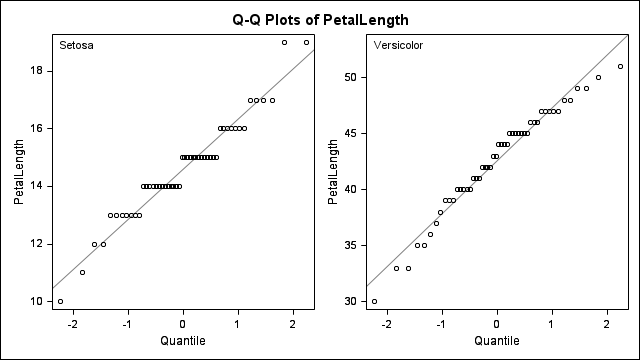 Q-Q Plots of PetalLength
Setosa
PetalLength
18
16
14
12
10
-2 -1 0 1 2
Quantile
Versicolor
PetalLength
50
45
40
35
30
-2 -1 0 1 2
Quantile